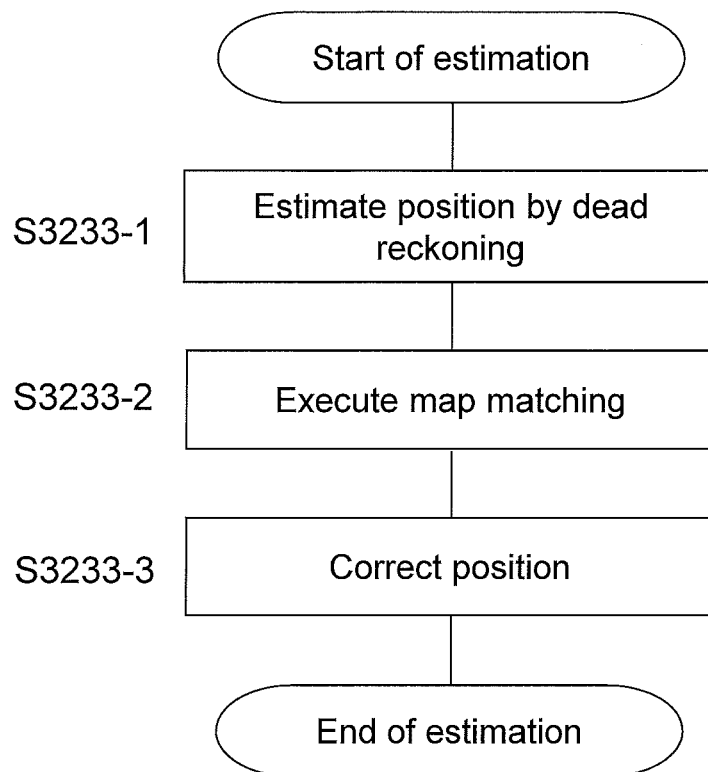 Start of estimation
S3233-1
Estimate position by dead
reckoning
S3233-2
Execute map matching
S3233-3
Correct position
End of estimation